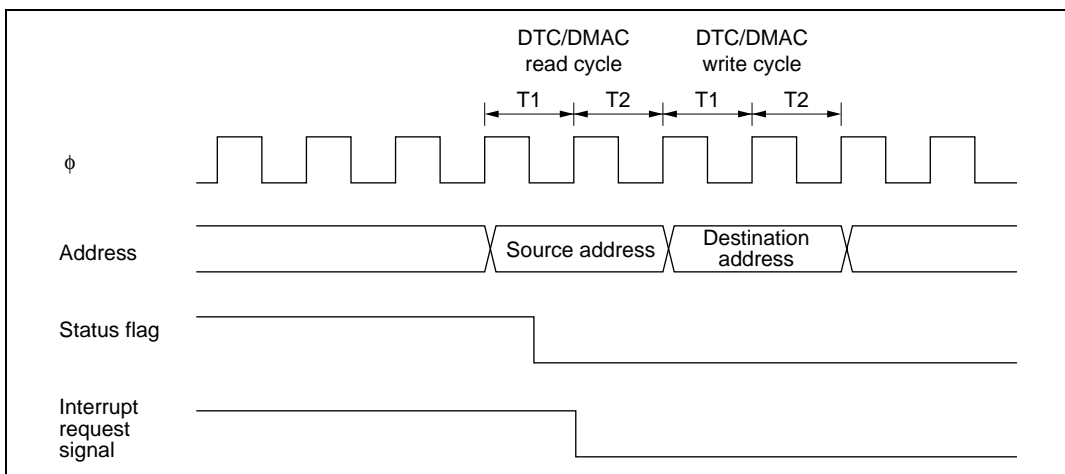 DTC/DMAC
read cycle
DTC/DMAC
write cycle
T1
T2
T1
T2
ϕ
Address
Source address
Destination
address
Status flag
Interrupt
request
signal